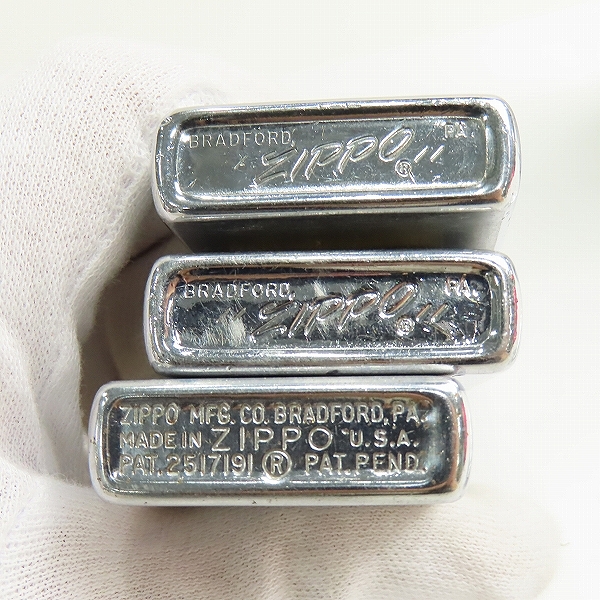 BRADFORD, PA.
ZIPPO ®
BRADFORD, PA.
ZIPPO ®
ZIPPO MFG. CO. BRADFORD, PA.
MADE IN ZIPPO U.S.A.
PAT. 2517191 ® PAT. PEND.